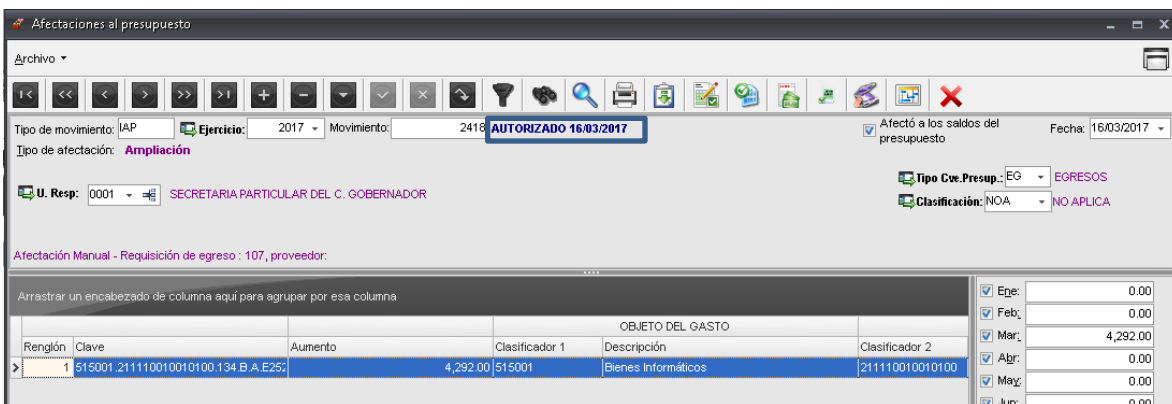 Afectaciones al presupuesto
Archivo
Tipo de movimiento: IAP Ejercicio: 2017 Movimiento: 2418 AUTORIZADO 16/03/2017 Afectó a los saldos del presupuesto Fecha: 16/03/2017
Tipo de afectación: Ampliación
U. Resp: 0001 SECRETARIA PARTICULAR DEL C. GOBERNADOR
Tipo Cve.Presup.: EG EGRESOS
Clasificación: NOA NO APLICA
Afectación Manual - Requisición de egreso : 107, proveedor:
Arrastrar un encabezado de columna aquí para agrupar por esa columna
OBJETO DEL GASTO
Renglón Clave Aumento Clasificador 1 Descripción Clasificador 2
1 515001.211110010010100.134.B.A.E252 4,292.00 515001 Bienes Informáticos 211110010010100
Ene: 0.00
Feb: 0.00
Mar: 4,292.00
Abr: 0.00
May: 0.00
Jun: 0.00